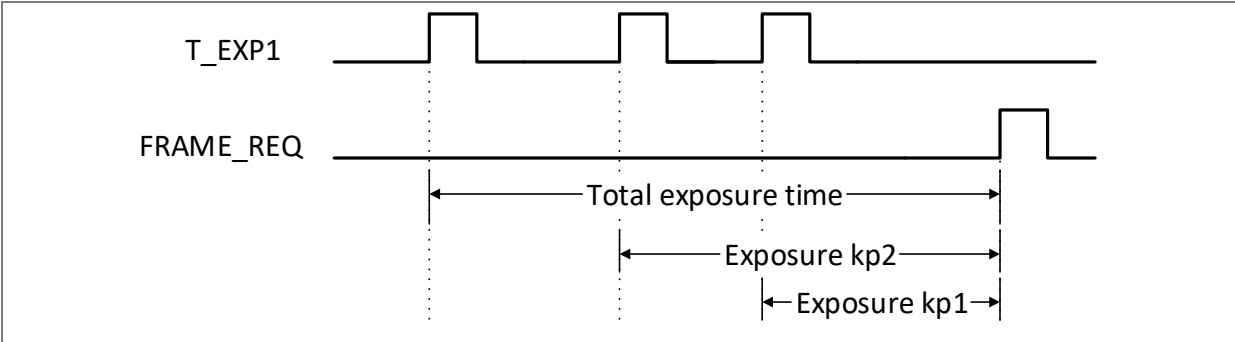 T_EXP1
FRAME_REQ
Total exposure time
Exposure kp2
Exposure kp1